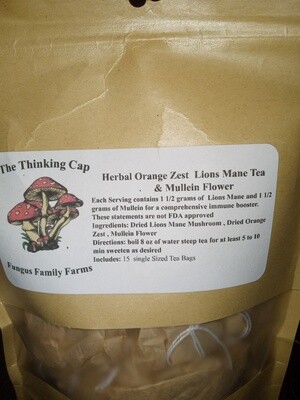 The Thinking Cap
Fungus Family Farms
Herbal Orange Zest Lions Mane Tea
& Mullein Flower
Each Serving contains 1 1/2 grams of Lions Mane and 1 1/2
grams of Mullein for a comprehensive immune booster.
These statements are not FDA approved
Ingredients: Dried Lions Mane Mushroom , Dried Orange
Zest , Mullein Flower
Directions: boil 8 oz of water steep tea for at least 5 to 10
min sweeten as desired
Includes: 15 single Sized Tea Bags